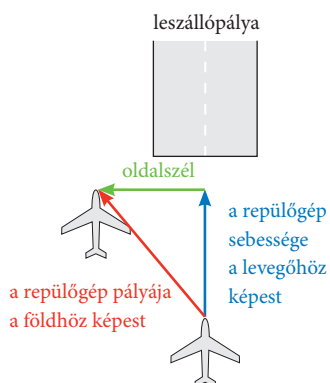 leszállópálya
oldalszél
a repülőgép
sebessége
a levegőhöz
képest
a repülőgép pályája
a földhöz képest